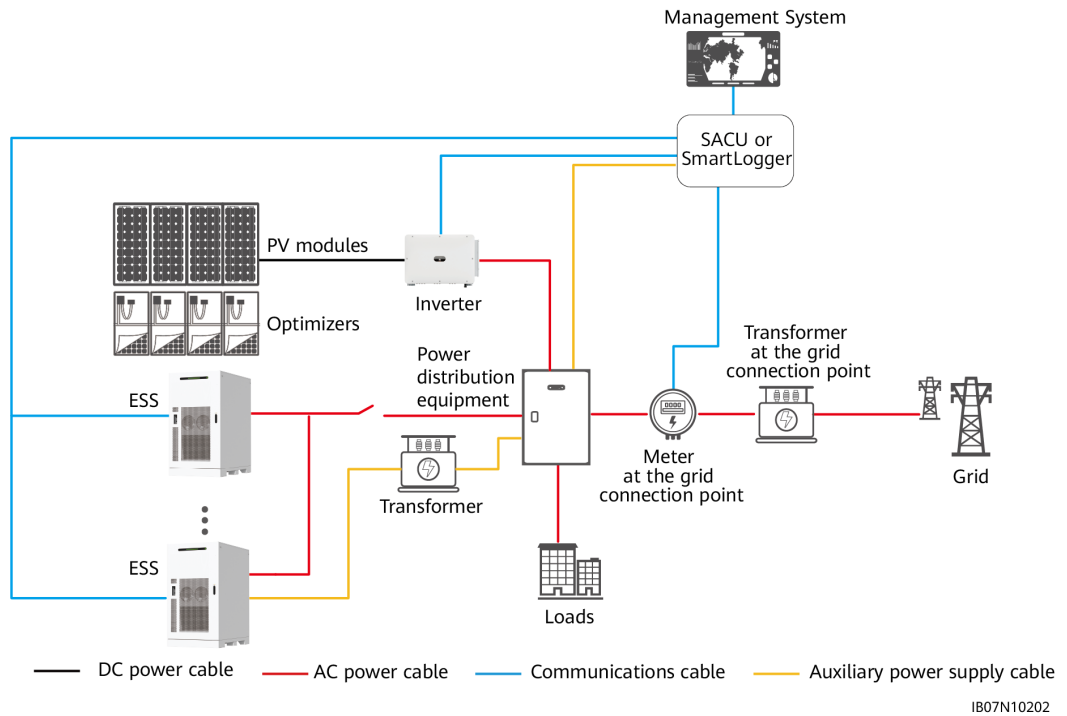 Management System
SACU or
SmartLogger
PV modules
Inverter
Optimizers
Transformer
at the grid
connection point
Power
distribution
equipment
ESS
Meter
at the grid
connection point
Grid
Transformer
ESS
Loads
DC power cable
AC power cable
Communications cable
Auxiliary power supply cable
IB07N10202